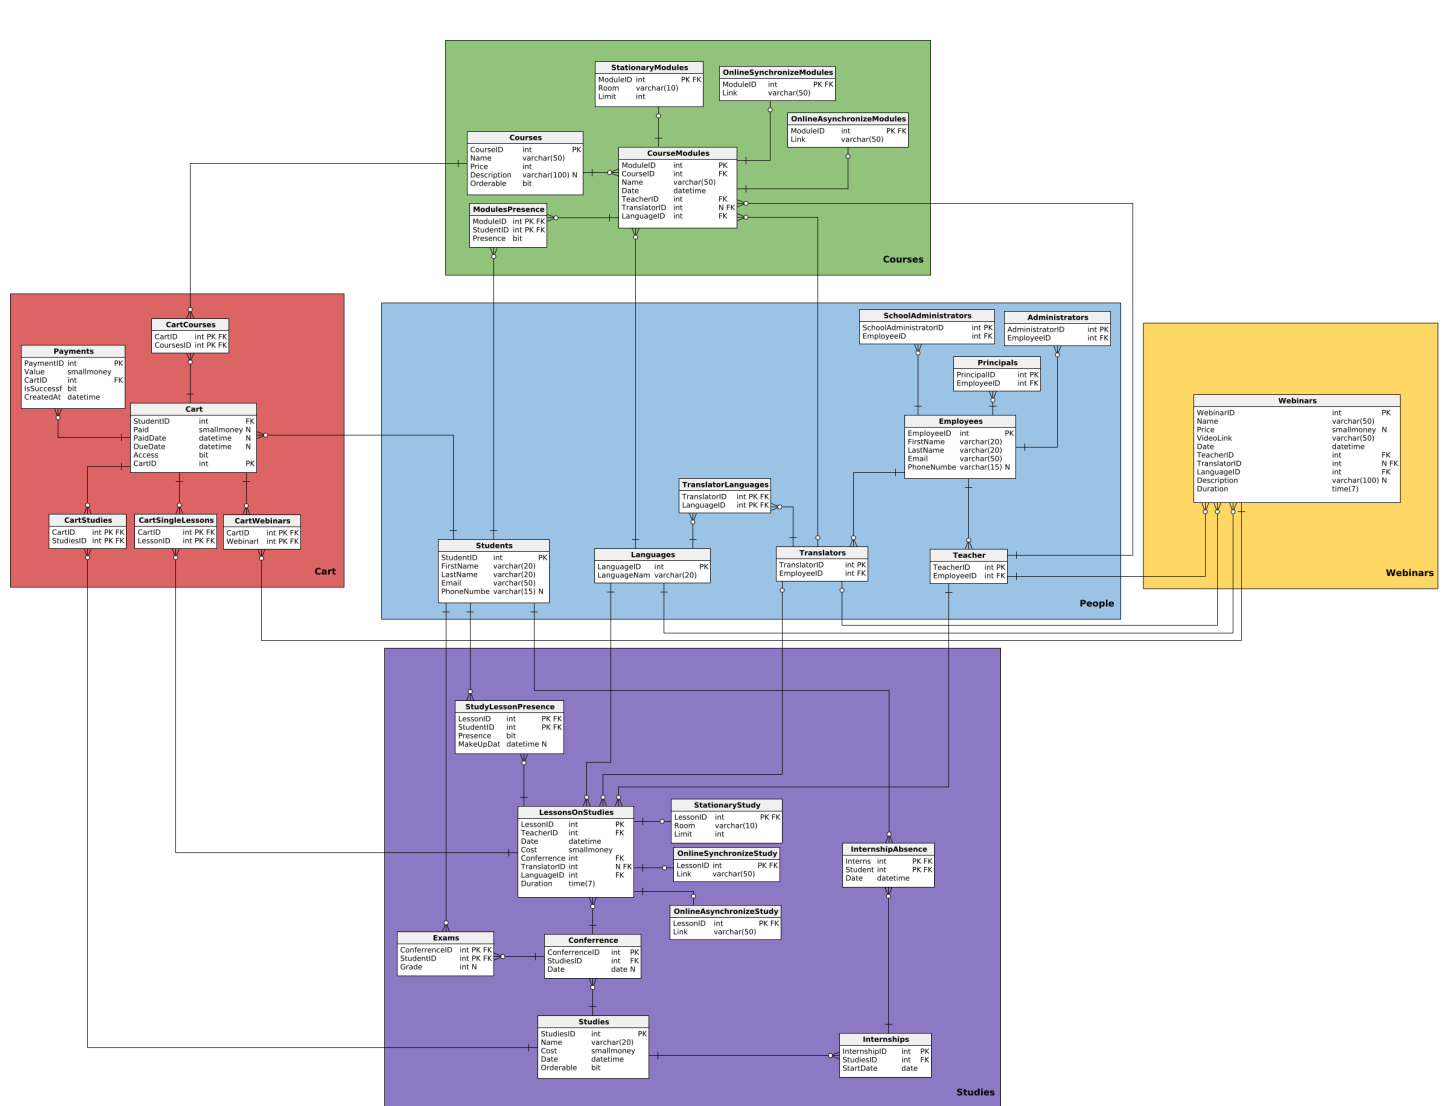 StationaryModules
ModuleID int PK FK
Room varchar(10)
Limit int
OnlineSynchronizeModules
ModuleID int PK FK
Link varchar(50)
OnlineAsynchronizeModules
ModuleID int PK FK
Link varchar(50)
Courses
CourseID int PK
Name varchar(50)
Price int
Description varchar(100) N
Orderable bit
CourseModules
ModuleID int PK
CourseID int FK
Name varchar(50)
Date datetime
TeacherID int FK
TranslatorID int N FK
LanguageID int FK
ModulesPresence
ModuleID int PK FK
StudentID int PK FK
Presence bit
Courses
CartCourses
CartID int PK FK
CoursesID int PK FK
Payments
PaymentID int PK
Value smallmoney
CartID int FK
IsSuccessf bit
CreatedAt datetime
Cart
StudentID int FK
Paid smallmoney N
PaidDate datetime N
DueDate datetime N
Access bit
CartID int PK
CartStudies
CartID int PK FK
StudiesID int PK FK
CartSingleLessons
CartID int PK FK
LessonID int PK FK
CartWebinars
CartID int PK FK
WebinarI int PK FK
Cart
SchoolAdministrators
SchoolAdministratorID int PK
EmployeeID int FK
Administrators
AdministratorID int PK
EmployeeID int FK
Principals
PrincipalID int PK
EmployeeID int FK
Employees
EmployeeID int PK
FirstName varchar(20)
LastName varchar(20)
Email varchar(50)
PhoneNumbe varchar(15) N
TranslatorLanguages
TranslatorID int PK FK
LanguageID int PK FK
Students
StudentID int PK
FirstName varchar(20)
LastName varchar(20)
Email varchar(50)
PhoneNumbe varchar(15) N
Languages
LanguageID int PK
LanguageNam varchar(20)
Translators
TranslatorID int PK
EmployeeID int FK
Teacher
TeacherID int PK
EmployeeID int FK
People
Webinars
WebinarID int PK
Name varchar(50)
Price smallmoney N
VideoLink varchar(50)
Date datetime
TeacherID int FK
TranslatorID int N FK
LanguageID int FK
Description varchar(100) N
Duration time(7)
Webinars
StudyLessonPresence
LessonID int PK FK
StudentID int PK FK
Presence bit
MakeUpDat datetime N
LessonsOnStudies
LessonID int PK
TeacherID int FK
Date datetime
Cost smallmoney
Conferrence int FK
TranslatorID int N FK
LanguageID int FK
Duration time(7)
StationaryStudy
LessonID int PK FK
Room varchar(10)
Limit int
OnlineSynchronizeStudy
LessonID int PK FK
Link varchar(50)
OnlineAsynchronizeStudy
LessonID int PK FK
Link varchar(50)
InternshipAbsence
Interns int PK FK
Student int PK FK
Date datetime
Exams
ConferrenceID int PK FK
StudentID int PK FK
Grade int N
Conferrence
ConferrenceID int PK
StudiesID int FK
Date date N
Studies
StudiesID int PK
Name varchar(20)
Cost smallmoney
Date datetime
Orderable bit
Internships
InternshipID int PK
StudiesID int FK
StartDate date
Studies